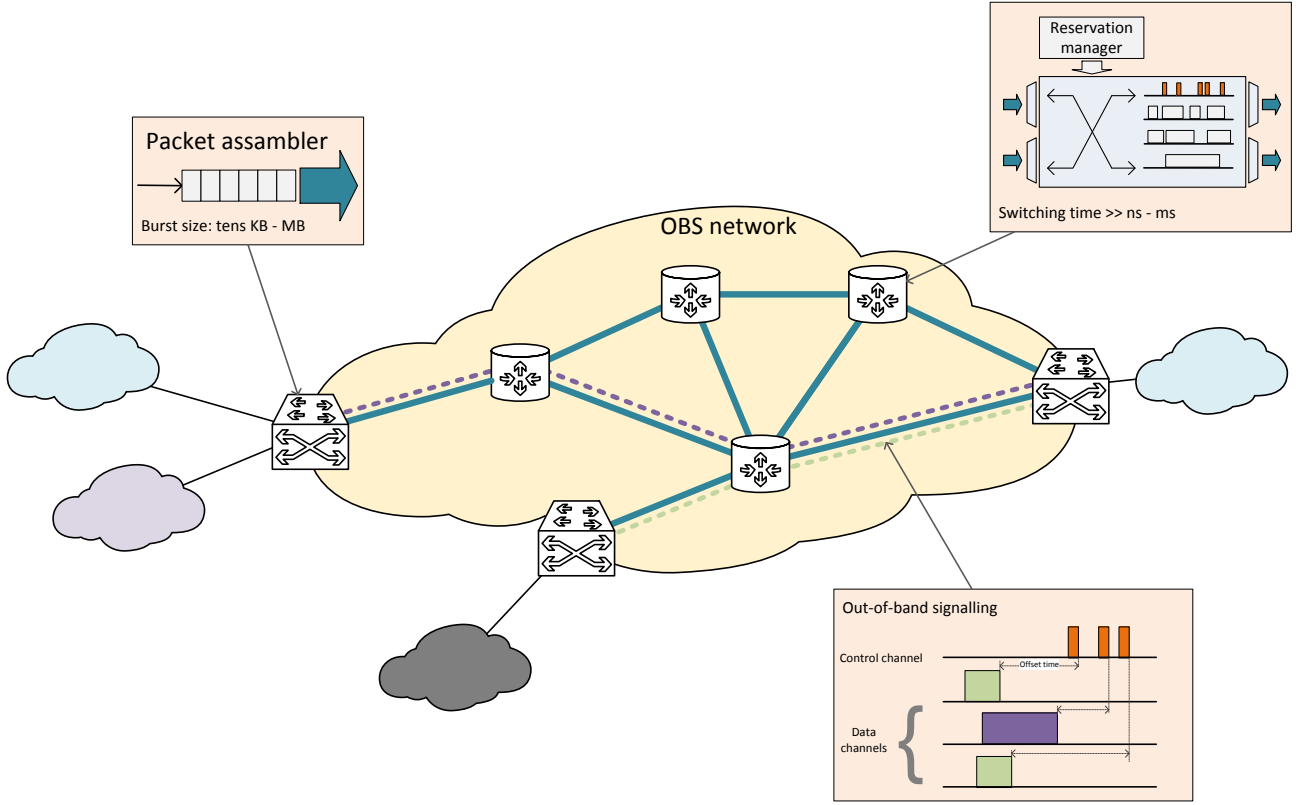 Reservation
manager
Switching time >> ns - ms
Packet assambler
Burst size: tens KB - MB
OBS network
Out-of-band signalling
Control channel
Offset time
Data
channels